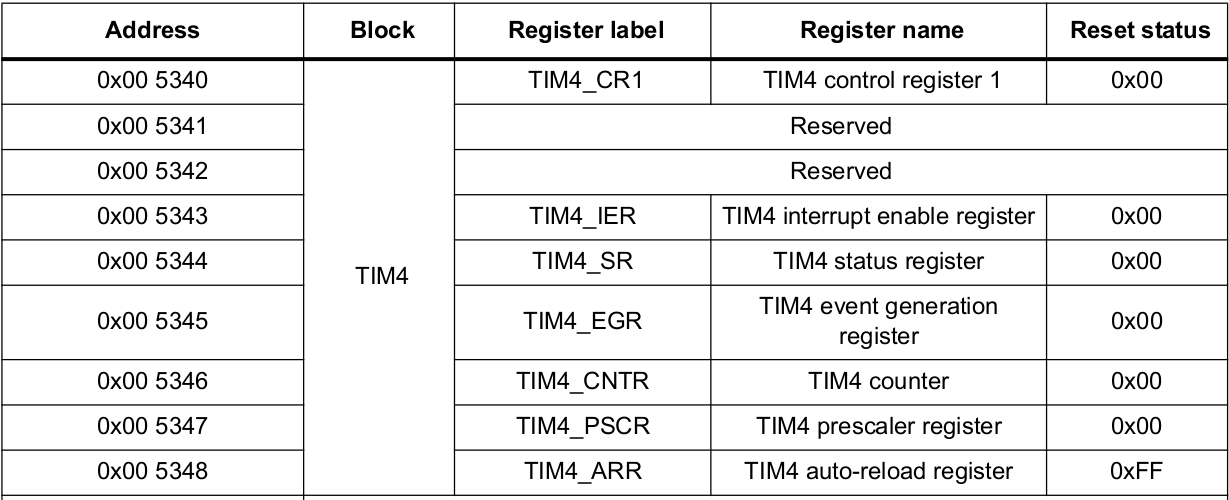 Address Block Register label Register name Reset status
0x00 5340 TIM4_CR1 TIM4 control register 1 0x00
0x00 5341 Reserved
0x00 5342 Reserved
0x00 5343 TIM4_IER TIM4 interrupt enable register 0x00
0x00 5344 TIM4_SR TIM4 status register 0x00
TIM4
0x00 5345 TIM4_EGR TIM4 event generation
register 0x00
0x00 5346 TIM4_CNTR TIM4 counter 0x00
0x00 5347 TIM4_PSCR TIM4 prescaler register 0x00
0x00 5348 TIM4_ARR TIM4 auto-reload register 0xFF